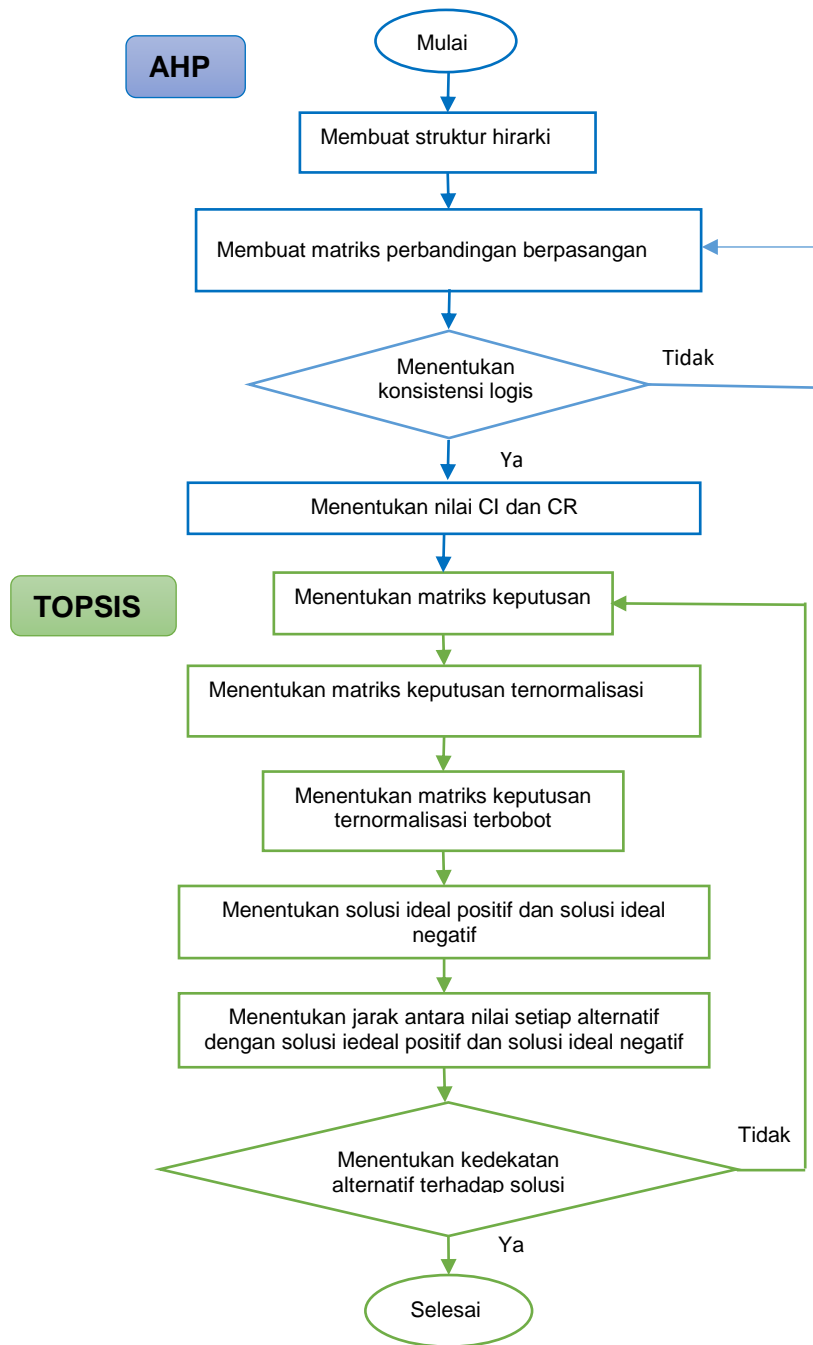 Mulai
AHP
Membuat struktur hirarki
Membuat matriks perbandingan berpasangan
Menentukan
konsistensi logis
Tidak
Ya
Menentukan nilai CI dan CR
TOPSIS
Menentukan matriks keputusan
Menentukan matriks keputusan ternormalisasi
Menentukan matriks keputusan
ternormalisasi terbobot
Menentukan solusi ideal positif dan solusi ideal
negatif
Menentukan jarak antara nilai setiap alternatif
dengan solusi iedeal positif dan solusi ideal negatif
Tidak
Menentukan kedekatan
alternatif terhadap solusi
Ya
Selesai